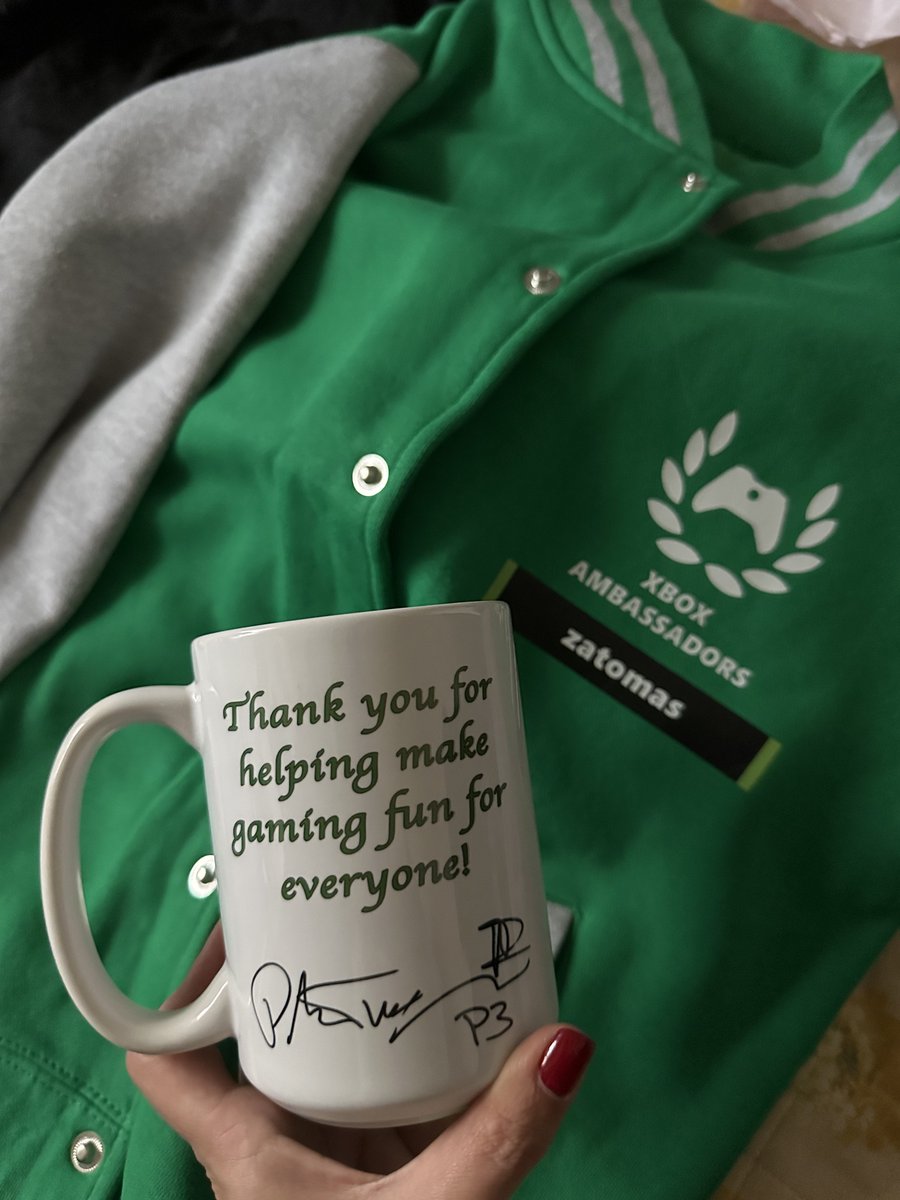 XBOX
AMBASSADORS
zatomas
Thank you for
helping make
gaming fun for
everyone!
P3